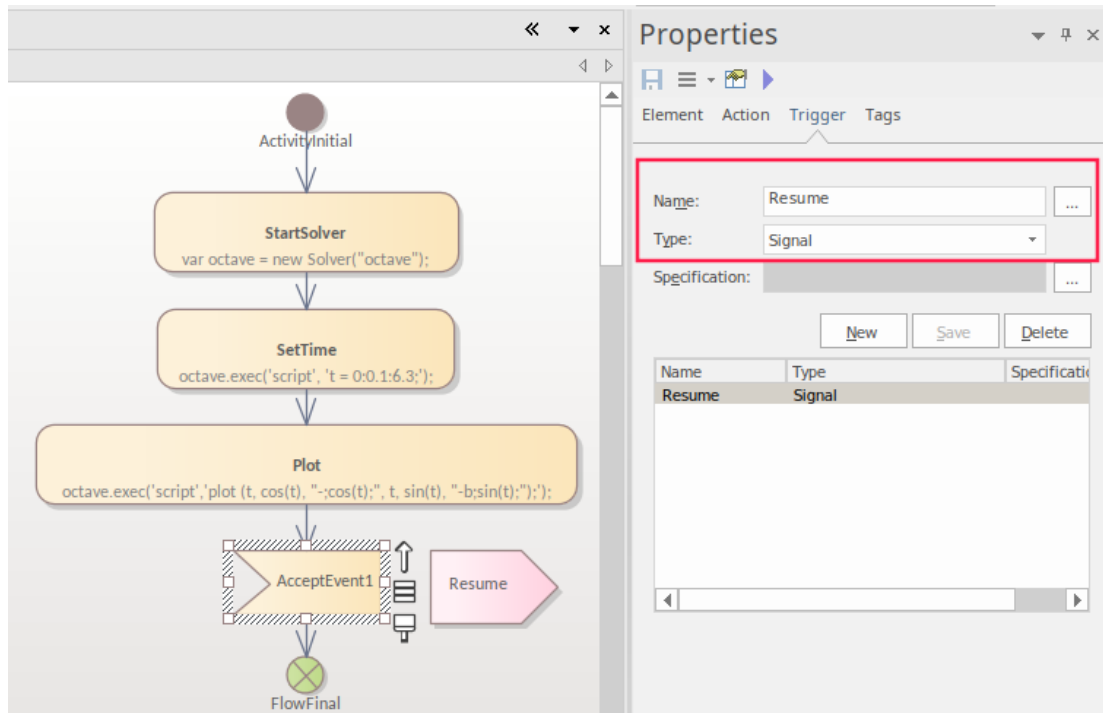 ActivityInitial
StartSolver
var octave = new Solver("octave");
SetTime
octave.exec('script', 't = 0:0.1:6.3;');
Plot
octave.exec('script','plot (t, cos(t), "-;cos(t);", t, sin(t), "-b;sin(t);");');
AcceptEvent1
Resume
FlowFinal
Properties
Element Action Trigger Tags
Name: Resume ...
Type: Signal
Specification: ...
New Save Delete
Name Type Specificatio
Resume Signal